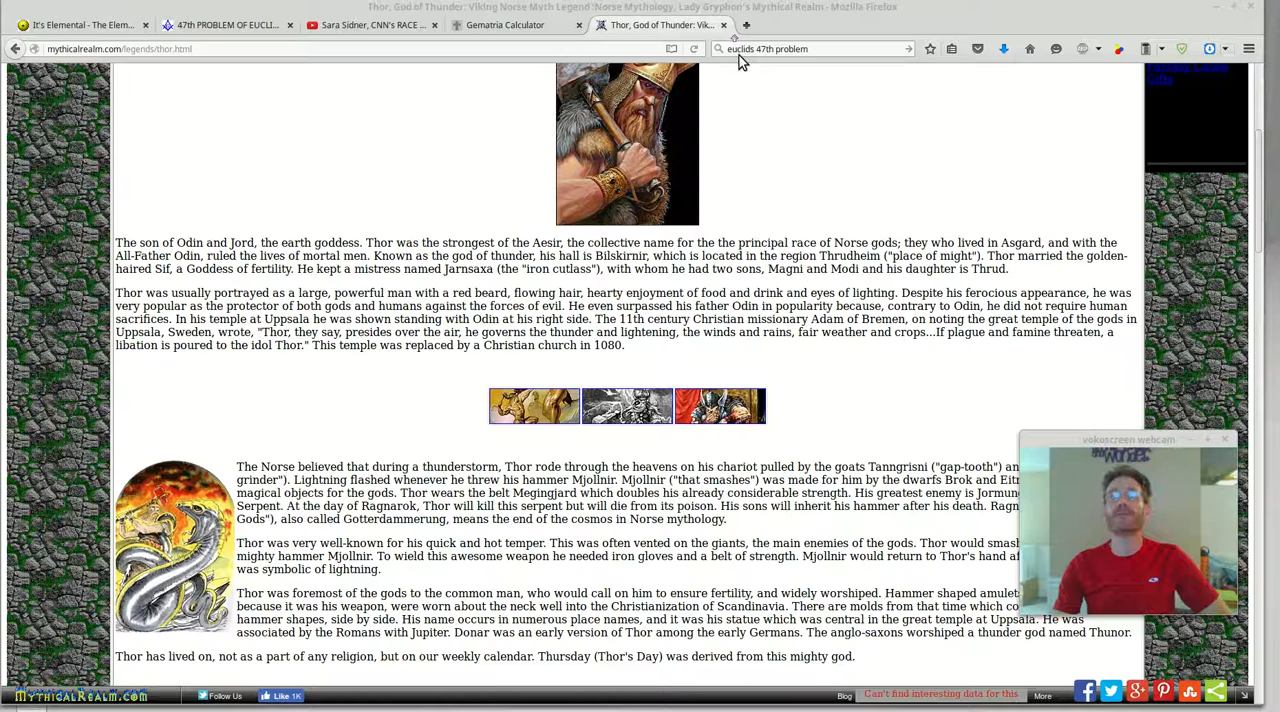 Thor, God of Thunder: Viking Norse Myth Legend Norse Mythology, Lady Gryphon's Mythical Realm - Mozilla Firefox
It's Elemental - The Elem...
47th PROBLEM OF EUCLI...
Sara Sidner, CNN's RACE ...
Gematria Calculator
Thor, God of Thunder: Vik...
mythicalrealm.com/legends/thor.html
euclids 47th problem
Fantasy Games
Gifts
The son of Odin and Jord, the earth goddess. Thor was the strongest of the Aesir, the collective name for the the principal race of Norse gods; they who lived in Asgard, and with the
All-Father Odin, ruled the lives of mortal men. Known as the god of thunder, his hall is Bilskirnir, which is located in the region Thrudheim ("place of might"). Thor married the golden-
haired Sif, a Goddess of fertility. He kept a mistress named Jarnsaxa (the "iron cutlass"), with whom he had two sons, Magni and Modi and his daughter is Thrud.
Thor was usually portrayed as a large, powerful man with a red beard, flowing hair, hearty enjoyment of food and drink and eyes of lighting. Despite his ferocious appearance, he was
very popular as the protector of both gods and humans against the forces of evil. He even surpassed his father Odin in popularity because, contrary to Odin, he did not require human
sacrifices. In his temple at Uppsala he was shown standing with Odin at his right side. The 11th century Christian missionary Adam of Bremen, on noting the great temple of the gods in
Uppsala, Sweden, wrote, "Thor, they say, presides over the air, he governs the thunder and lightening, the winds and rains, fair weather and crops...If plague and famine threaten, a
libation is poured to the idol Thor." This temple was replaced by a Christian church in 1080.
vokoscreen webcam
The Norse believed that during a thunderstorm, Thor rode through the heavens on his chariot pulled by the goats Tanngrisni ("gap-tooth") an
grinder"). Lightning flashed whenever he threw his hammer Mjollnir. Mjollnir ("that smashes") was made for him by the dwarfs Brok and Eitr
magical objects for the gods. Thor wears the belt Megingjard which doubles his already considerable strength. His greatest enemy is Jormun
Serpent. At the day of Ragnarok, Thor will kill this serpent but will die from its poison. His sons will inherit his hammer after his death. Ragn
Gods"), also called Gotterdammerung, means the end of the cosmos in Norse mythology.
Thor was very well-known for his quick and hot temper. This was often vented on the giants, the main enemies of the gods. Thor would smash
mighty hammer Mjollnir. To wield this awesome weapon he needed iron gloves and a belt of strength. Mjollnir would return to Thor's hand af
was symbolic of lightning.
Thor was foremost of the gods to the common man, who would call on him to ensure fertility, and widely worshiped. Hammer shaped amulet
because it was his weapon, were worn about the neck well into the Christianization of Scandinavia. There are molds from that time which co
hammer shapes, side by side. His name occurs in numerous place names, and it was his statue which was central in the great temple at Uppsala. He was
associated by the Romans with Jupiter. Donar was an early version of Thor among the early Germans. The anglo-saxons worshiped a thunder god named Thunor.
Thor has lived on, not as a part of any religion, but on our weekly calendar. Thursday (Thor's Day) was derived from this mighty god.
MYTHICALREALM.COM
Follow Us
Like 1K
Blog
Can't find interesting data for this
More